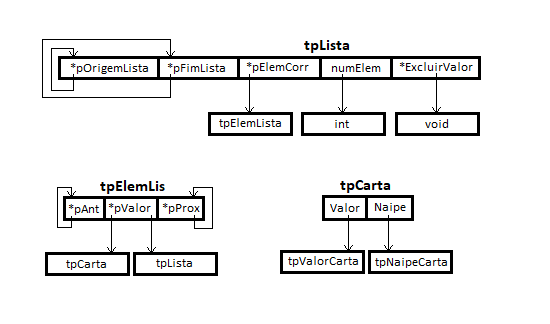 tpLista
*pOrigemLista *pFimLista *pElemCorr numElem *ExcluirValor
tpElemLista int void
tpElemLis
*pAnt *pValor *pProx
tpCarta tpLista
tpCarta
Valor Naipe
tpValorCarta tpNaipeCarta